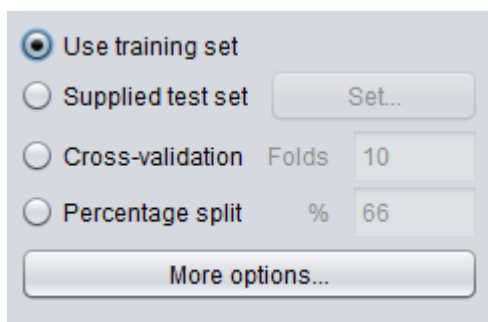 Use training set
Supplied test set Set...
Cross-validation Folds 10
Percentage split % 66
More options...